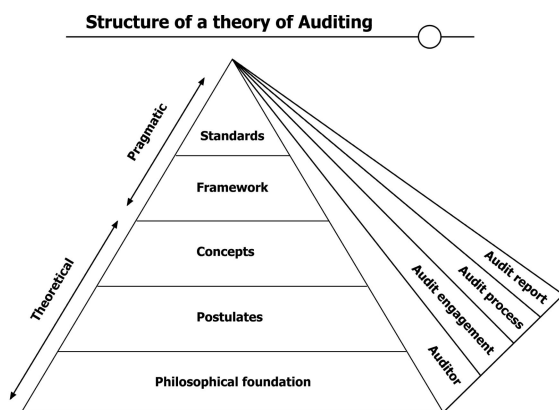 Structure of a theory of Auditing
Pragmatic
Theoretical
Standards
Framework
Concepts
Postulates
Philosophical foundation
Auditor
Audit engagement
Audit process
Audit report